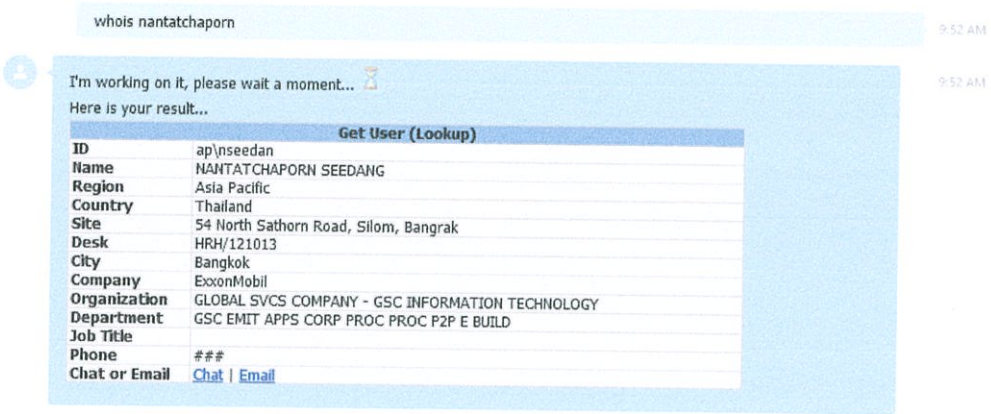 whois nantatchaporn
9:52 AM
I'm working on it, please wait a moment...
9:52 AM
Here is your result...
Get User (Lookup)
ID ap\nseedan
Name NANTATCHAPORN SEEDANG
Region Asia Pacific
Country Thailand
Site 54 North Sathorn Road, Silom, Bangrak
Desk HRH/121013
City Bangkok
Company ExxonMobil
Organization GLOBAL SVCS COMPANY - GSC INFORMATION TECHNOLOGY
Department GSC EMIT APPS CORP PROC PROC P2P E BUILD
Job Title
Phone ###
Chat or Email Chat | Email